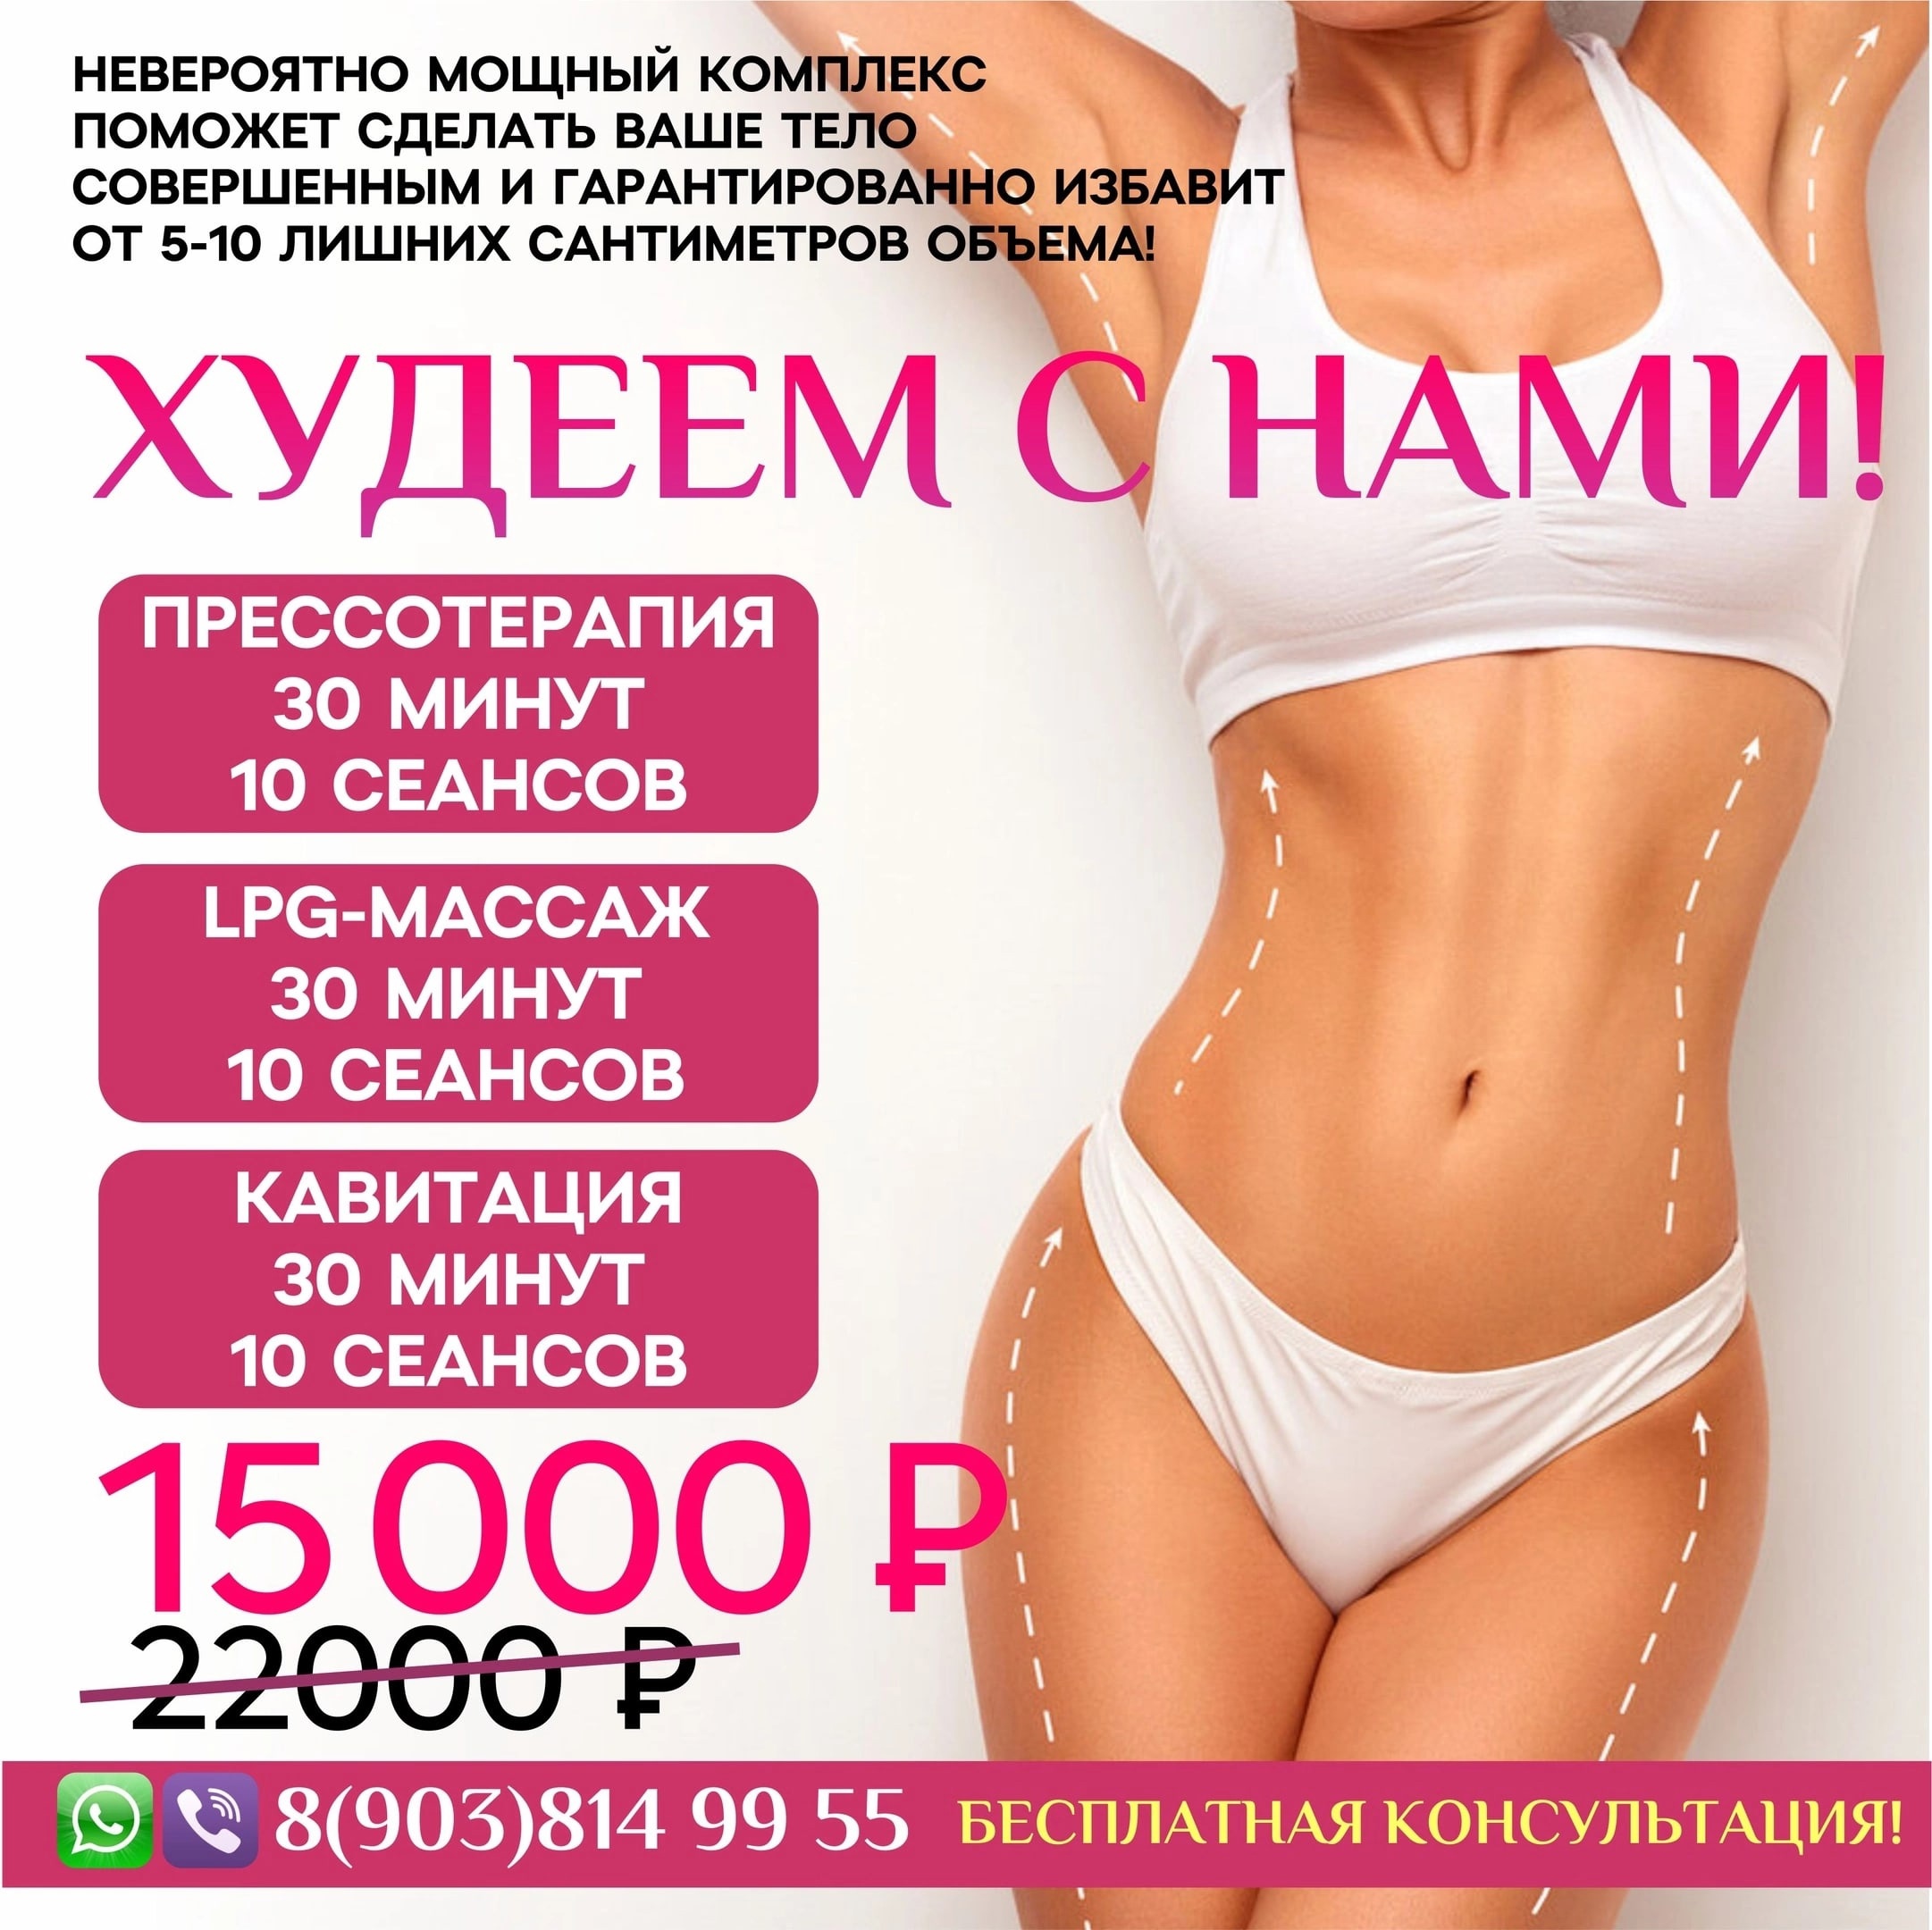 НЕВЕРОЯТНО МОЩНЫЙ КОМПЛЕКС
ПОМОЖЕТ СДЕЛАТЬ ВАШЕ ТЕЛО
СОВЕРШЕННЫМ И ГАРАНТИРОВАННО ИЗБАВИТ
ОТ 5-10 ЛИШНИХ САНТИМЕТРОВ ОБЪЕМА!
ХУДЕЕМ С НАМИ!
ПРЕССОТЕРАПИЯ
30 МИНУТ
10 СЕАНСОВ
LPG-МАССАЖ
30 МИНУТ
10 СЕАНСОВ
КАВИТАЦИЯ
30 МИНУТ
10 СЕАНСОВ
15 000 ₽
22000 ₽
8(903)814 99 55 БЕСПЛАТНАЯ КОНСУЛЬТАЦИЯ!